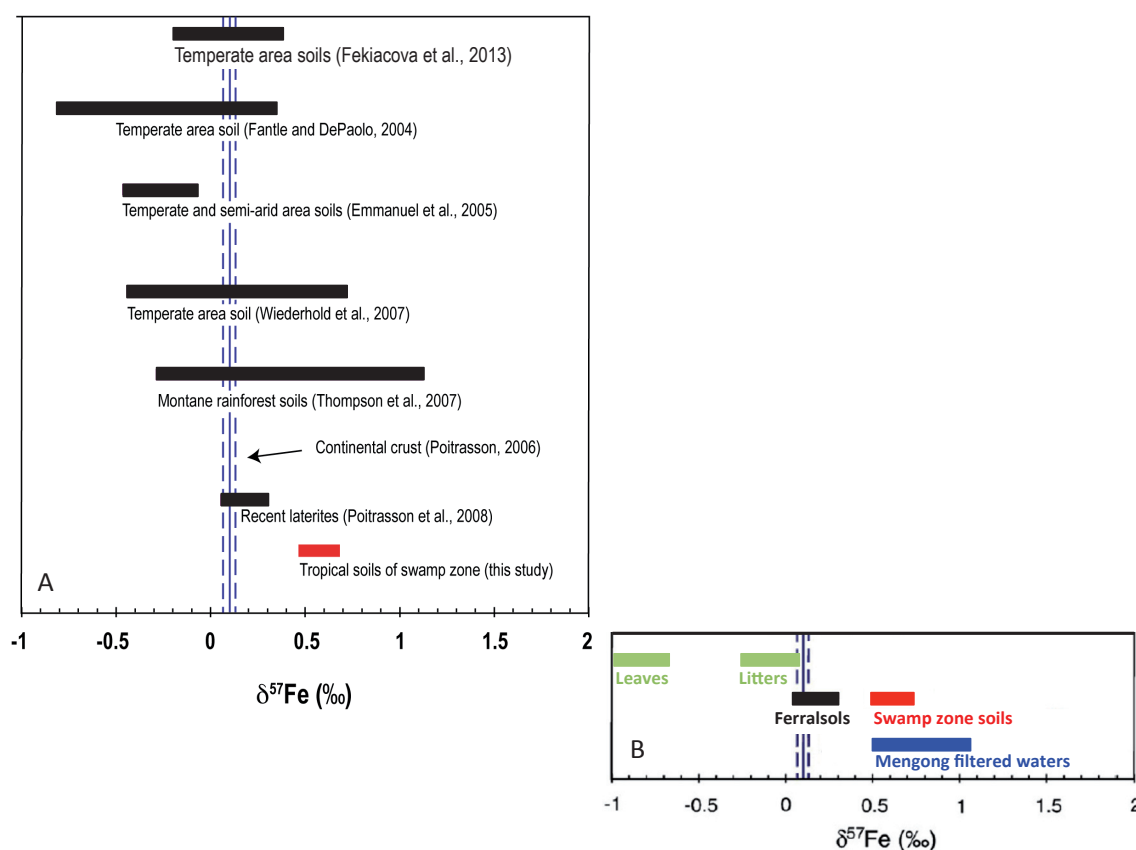 Temperate area soils (Fekiacova et al., 2013)
Temperate area soil (Fantle and DePaolo, 2004)
Temperate and semi-arid area soils (Emmanuel et al., 2005)
Temperate area soil (Wiederhold et al., 2007)
Montane rainforest soils (Thompson et al., 2007)
Continental crust (Poitrasson, 2006)
Recent laterites (Poitrasson et al., 2008)
Tropical soils of swamp zone (this study)
A
-1 -0.5 0 0.5 1 1.5 2
δ⁵⁷Fe (‰)
Leaves Litters
Ferralsols Swamp zone soils
B
Mengong filtered waters
-1 -0.5 0 0.5 1 1.5 2
δ⁵⁷Fe (‰)